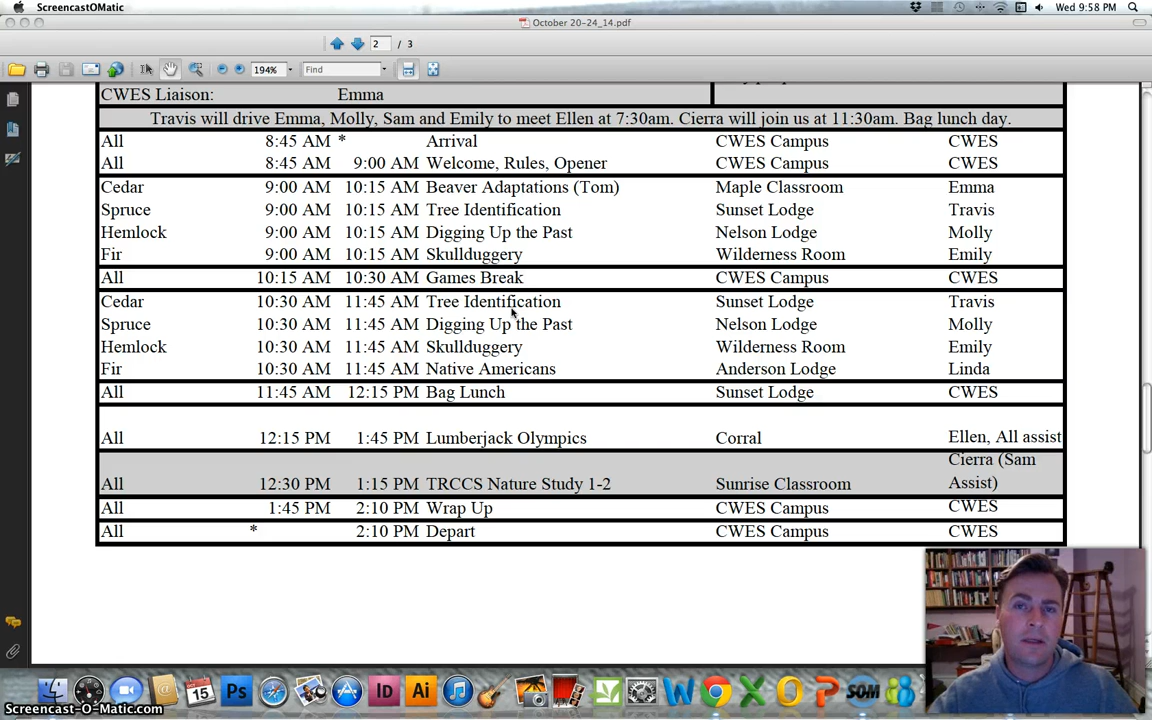 ScreencastOMatic
Wed 9:58 PM
October 20-24_14.pdf
2 / 3
194%
Find
CWES Liaison: Emma
Travis will drive Emma, Molly, Sam and Emily to meet Ellen at 7:30am. Cierra will join us at 11:30am. Bag lunch day.
All 8:45 AM * Arrival CWES Campus CWES
All 8:45 AM 9:00 AM Welcome, Rules, Opener CWES Campus CWES
Cedar 9:00 AM 10:15 AM Beaver Adaptations (Tom) Maple Classroom Emma
Spruce 9:00 AM 10:15 AM Tree Identification Sunset Lodge Travis
Hemlock 9:00 AM 10:15 AM Digging Up the Past Nelson Lodge Molly
Fir 9:00 AM 10:15 AM Skullduggery Wilderness Room Emily
All 10:15 AM 10:30 AM Games Break CWES Campus CWES
Cedar 10:30 AM 11:45 AM Tree Identification Sunset Lodge Travis
Spruce 10:30 AM 11:45 AM Digging Up the Past Nelson Lodge Molly
Hemlock 10:30 AM 11:45 AM Skullduggery Wilderness Room Emily
Fir 10:30 AM 11:45 AM Native Americans Anderson Lodge Linda
All 11:45 AM 12:15 PM Bag Lunch Sunset Lodge CWES
All 12:15 PM 1:45 PM Lumberjack Olympics Corral Ellen, All assist
Cierra (Sam
All 12:30 PM 1:15 PM TRCCS Nature Study 1-2 Sunrise Classroom Assist)
All 1:45 PM 2:10 PM Wrap Up CWES Campus CWES
All * 2:10 PM Depart CWES Campus CWES
15
Ps
Id
Ai
SOM
Screencast-O-Matic.com